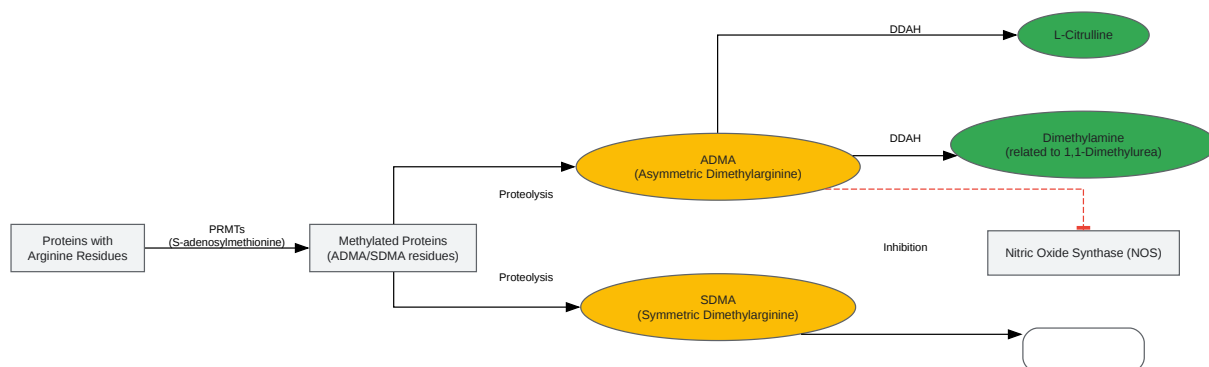 DDAH
L-Citrulline
Dimethylamine
(related to 1,1-Dimethylurea)
DDAH
ADMA
(Asymmetric Dimethylarginine)
Proteolysis
PRMTs
(S-adenosylmethionine)
Proteins with
Arginine Residues
Methylated Proteins
(ADMA/SDMA residues)
Inhibition
Nitric Oxide Synthase (NOS)
Proteolysis
SDMA
(Symmetric Dimethylarginine)